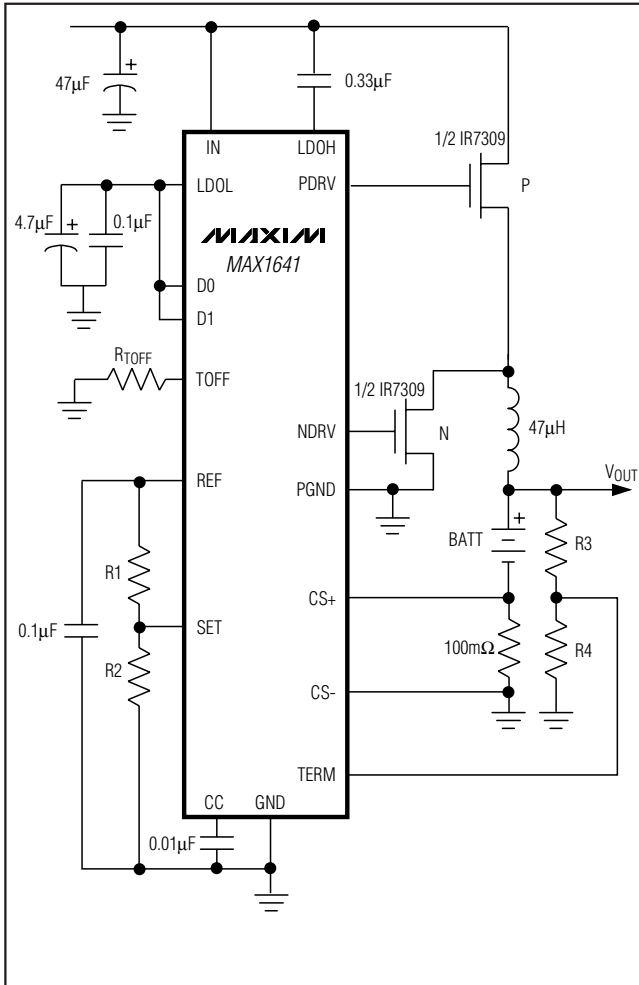 +
47µF
0.33µF
IN
LDOH
1/2 IR7309
LDOL
PDRV
P
4.7µF
+
0.1µF
MAXIM
MAX1641
D0
D1
RTOFF
TOFF
1/2 IR7309
NDRV
N
47µH
REF
PGND
VOUT
BATT
+
R3
R1
CS+
0.1µF
SET
100mΩ
R4
R2
CS-
TERM
CC
GND
0.01µF